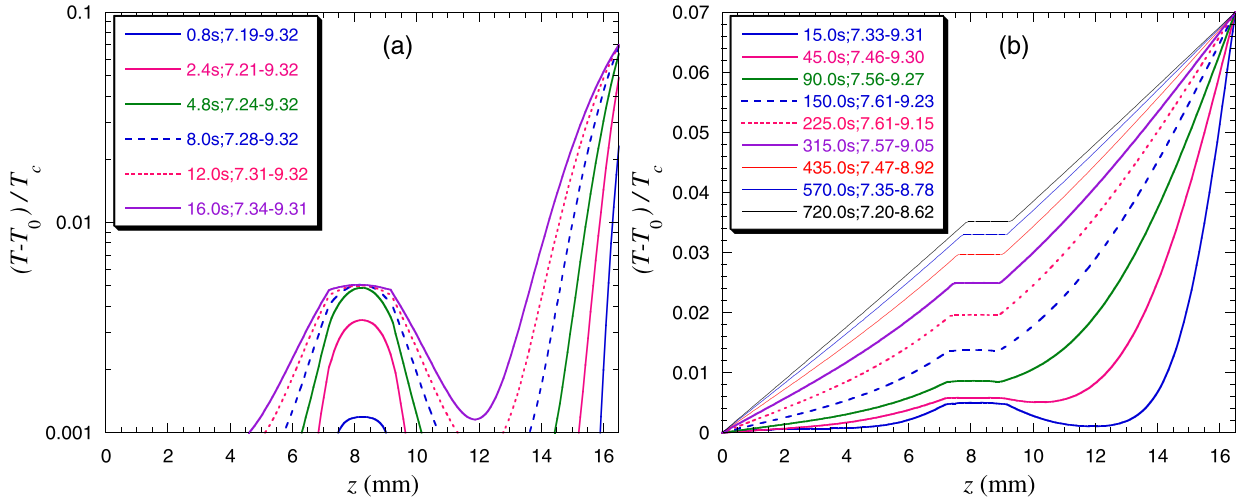 (a)
0.8s;7.19-9.32
2.4s;7.21-9.32
4.8s;7.24-9.32
8.0s;7.28-9.32
12.0s;7.31-9.32
16.0s;7.34-9.31
0.1
0.01
0.001
(T-T0)/Tc
0 2 4 6 8 10 12 14 16
z (mm)
(b)
15.0s;7.33-9.31
45.0s;7.46-9.30
90.0s;7.56-9.27
150.0s;7.61-9.23
225.0s;7.61-9.15
315.0s;7.57-9.05
435.0s;7.47-8.92
570.0s;7.35-8.78
720.0s;7.20-8.62
0.07
0.06
0.05
0.04
0.03
0.02
0.01
0
(T-T0)/Tc
0 2 4 6 8 10 12 14 16
z (mm)